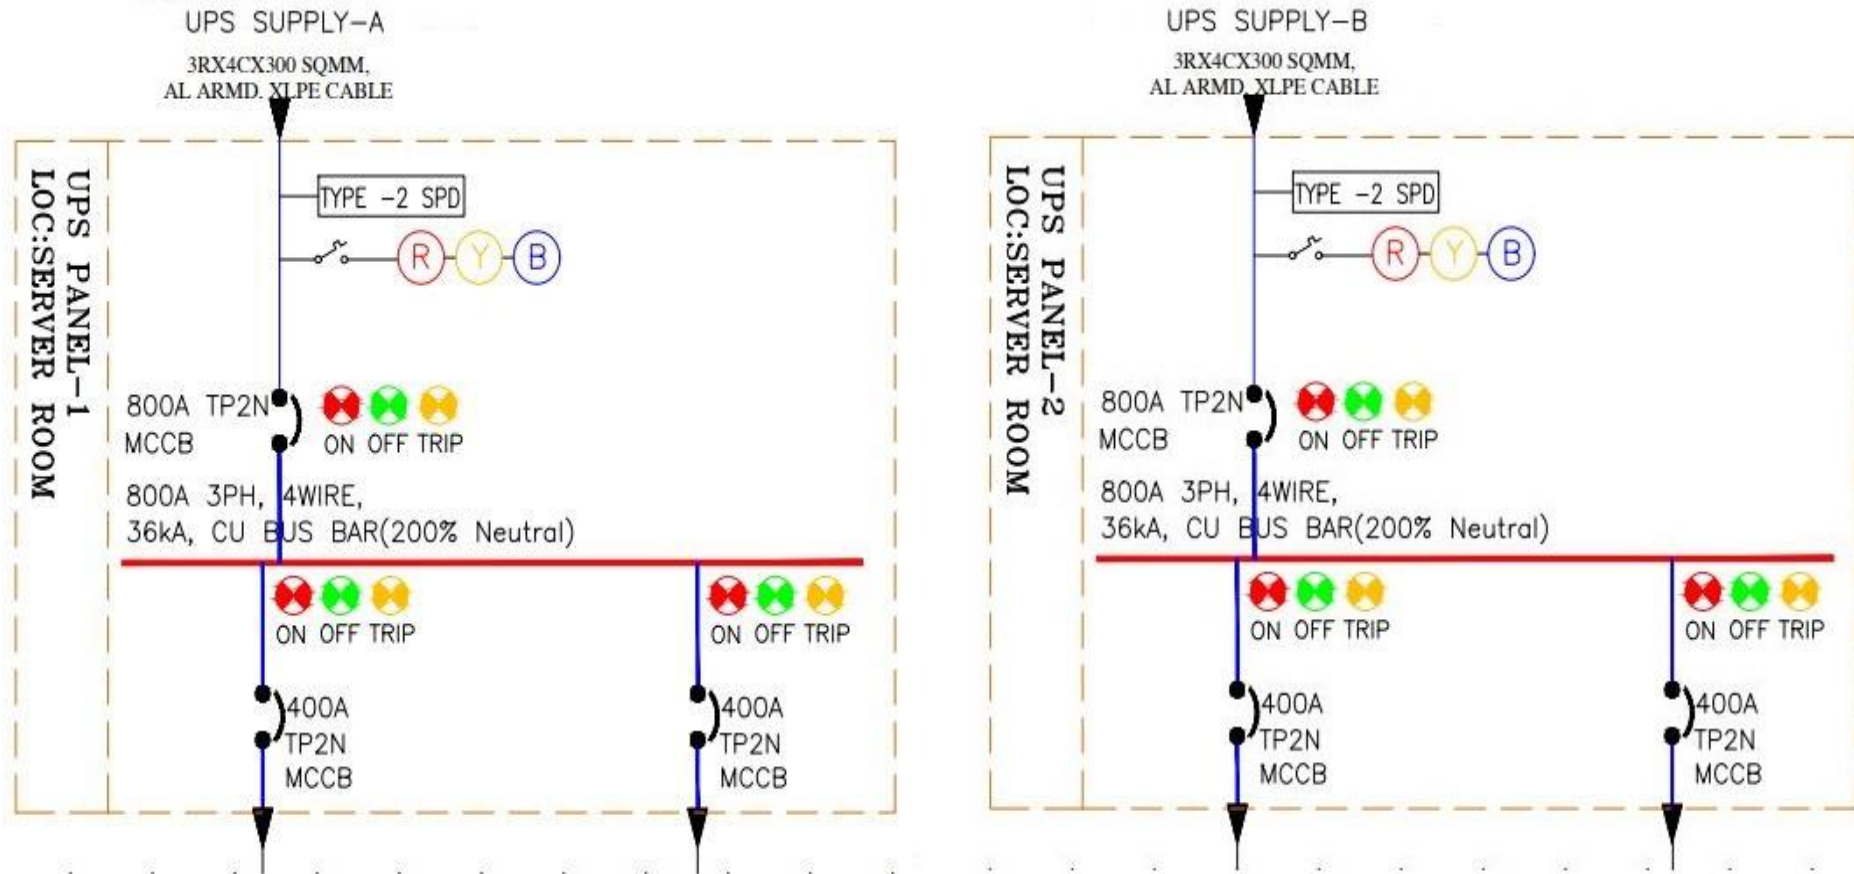 UPS SUPPLY-A
3RX4CX300 SQMM,
AL ARMD. XLPE CABLE
UPS PANEL-1
LOC:SERVER ROOM
TYPE -2 SPD
R Y B
800A TP2N
MCCB
ON OFF TRIP
800A 3PH, 4WIRE,
36kA, CU BUS BAR(200% Neutral)
ON OFF TRIP
400A
TP2N
MCCB
ON OFF TRIP
400A
TP2N
MCCB
UPS SUPPLY-B
3RX4CX300 SQMM,
AL ARMD. XLPE CABLE
UPS PANEL-2
LOC:SERVER ROOM
TYPE -2 SPD
R Y B
800A TP2N
MCCB
ON OFF TRIP
800A 3PH, 4WIRE,
36kA, CU BUS BAR(200% Neutral)
ON OFF TRIP
400A
TP2N
MCCB
ON OFF TRIP
400A
TP2N
MCCB